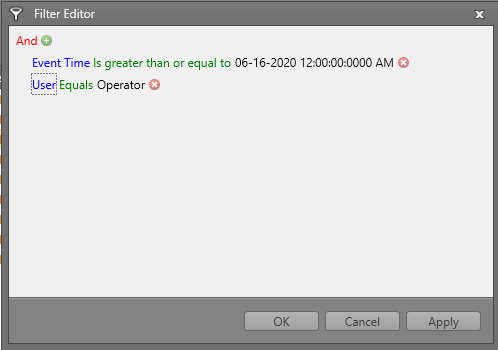 Filter Editor
And
Event Time Is greater than or equal to 06-16-2020 12:00:00:0000 AM
User Equals Operator
OK Cancel Apply